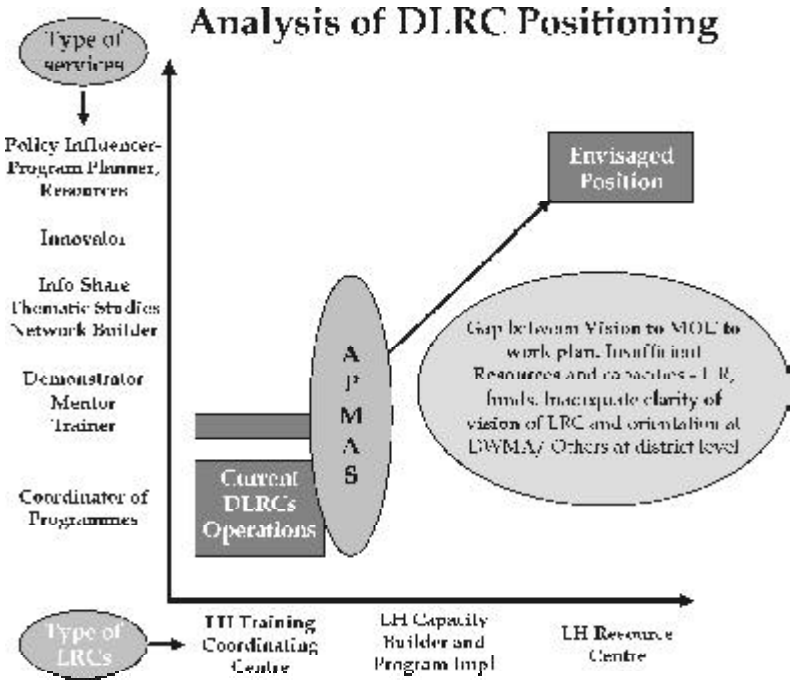 Analysis of DLRC Positioning
Type of
services
Policy Influencer-
Program Planner,
Resources
Innovator
Info Share
Thematic Studies
Network Builder
Demonstrator
Mentor
Trainer
Coordinator of
Programmes
Envisaged
Position
A
P
M
A
S
Gap between Vision to MOU to
work plan. Insufficient
Resources and capacities - HR,
funds. Inadequate clarity of
vision of LRC and orientation at
DWMA/ Others at district level
Current
DLRCs
Operations
Type of
LRCs
LH Training
Coordinating
Centre
LH Capacity
Builder and
Program Impl
LH Resource
Centre